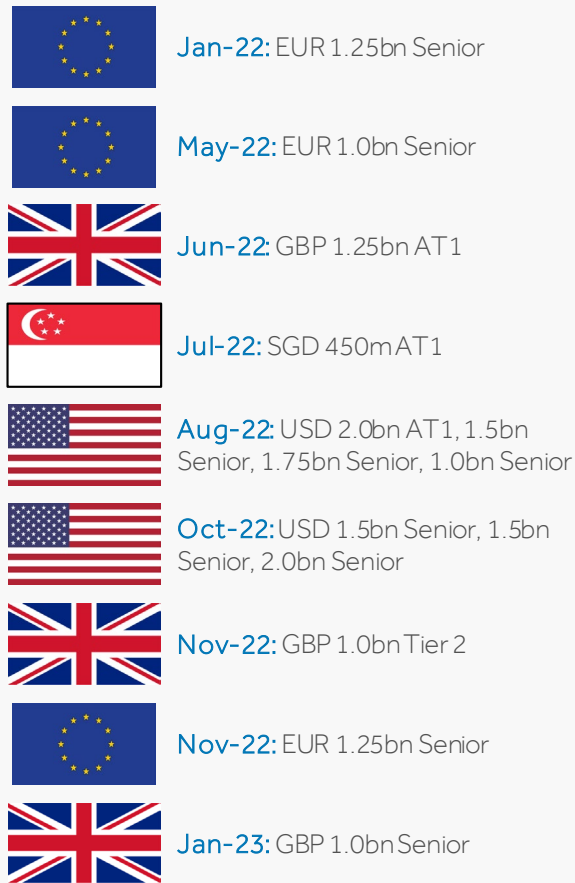 Jan-22: EUR 1.25bn Senior
May-22: EUR 1.0bn Senior
Jun-22: GBP 1.25bn AT1
Jul-22: SGD 450m AT1
Aug-22: USD 2.0bn AT1, 1.5bn
Senior, 1.75bn Senior, 1.0bn Senior
Oct-22: USD 1.5bn Senior, 1.5bn
Senior, 2.0bn Senior
Nov-22: GBP 1.0bn Tier 2
Nov-22: EUR 1.25bn Senior
Jan-23: GBP 1.0bn Senior